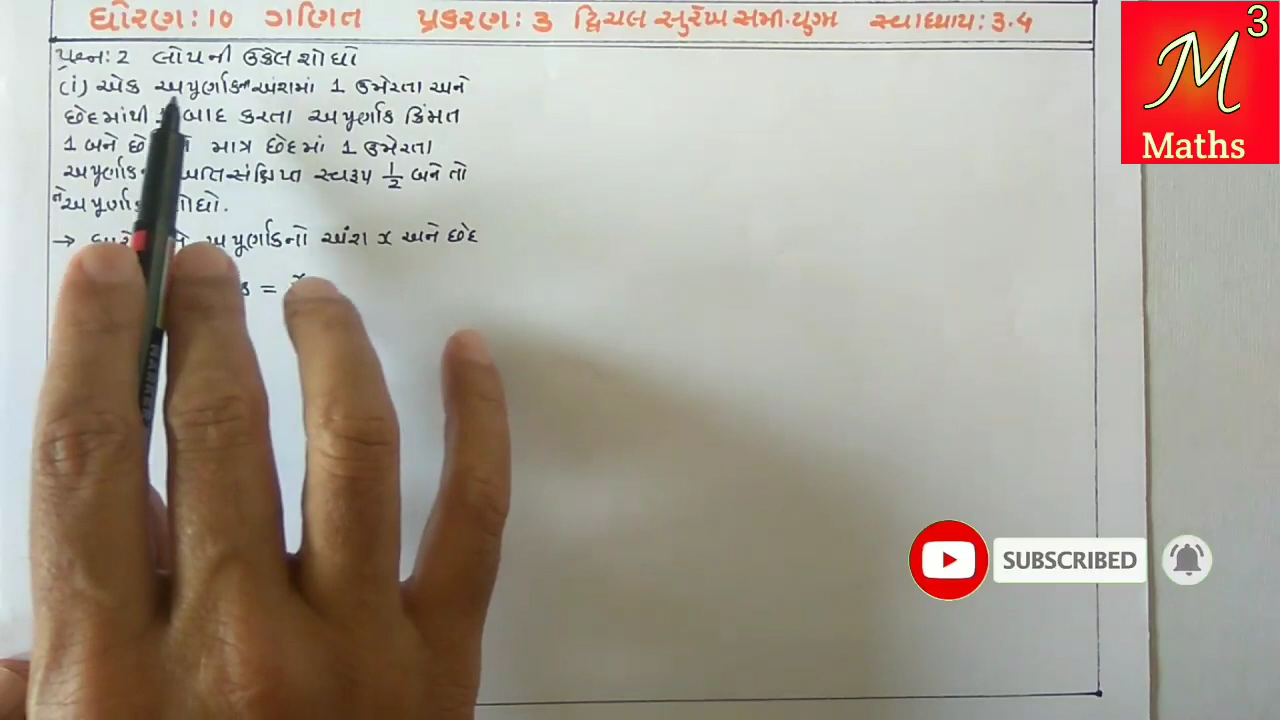 ધોરણ: 10 ગણિત પ્રકરણ: 3 દ્વિચલ સુરેખ સમી. યુગ્મ સ્વાધ્યાય: 3.4
પ્રશ્ન: 2 લોપની ઉકેલ શોધો
(i) એક અપૂર્ણાકના અંશમાં 1 ઉમેરતા અને
છેદમાંથી બાદ કરતા અપૂર્ણાક કિંમત
1 બને છે માત્ર છેદમાં 1 ઉમેરતા
અતિસંક્ષિપ્ત સ્વરૂપ 1/2 બને તો
તે અપૂર્ણાક શોધો.
→ અપૂર્ણાકનો અંશ x અને છેદ
=
M3
Maths
SUBSCRIBED